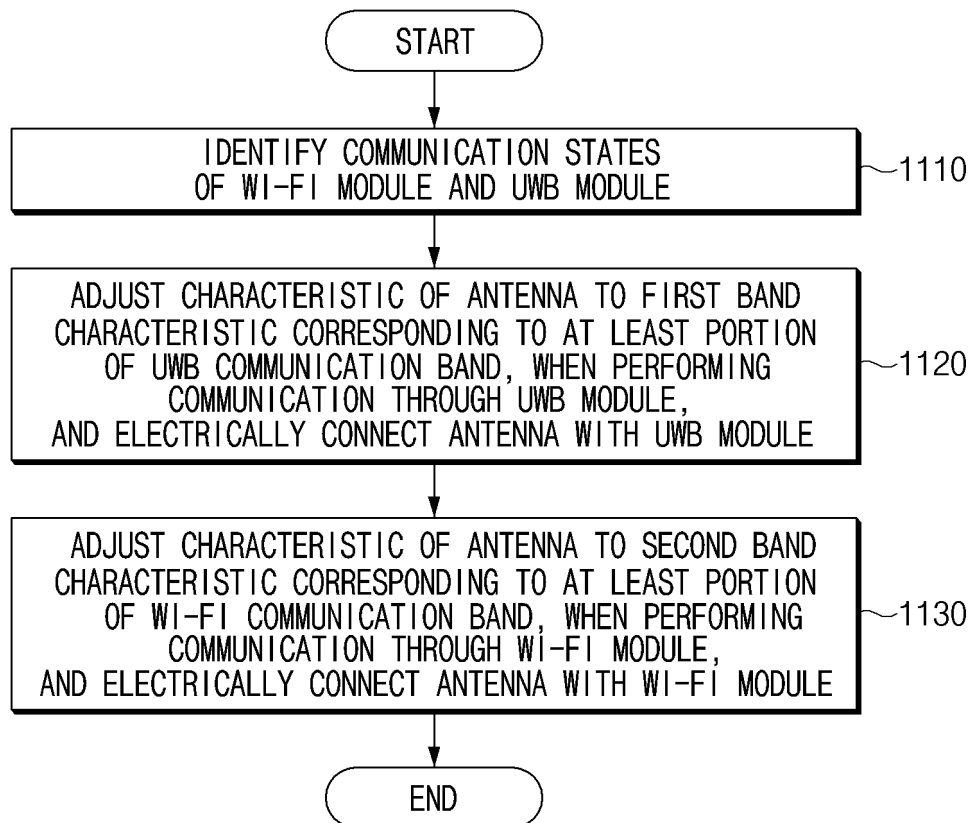 START
IDENTIFY COMMUNICATION STATES
OF WI-FI MODULE AND UWB MODULE
1110
ADJUST CHARACTERISTIC OF ANTENNA TO FIRST BAND
CHARACTERISTIC CORRESPONDING TO AT LEAST PORTION
OF UWB COMMUNICATION BAND, WHEN PERFORMING
COMMUNICATION THROUGH UWB MODULE,
AND ELECTRICALLY CONNECT ANTENNA WITH UWB MODULE
1120
ADJUST CHARACTERISTIC OF ANTENNA TO SECOND BAND
CHARACTERISTIC CORRESPONDING TO AT LEAST PORTION
OF WI-FI COMMUNICATION BAND, WHEN PERFORMING
COMMUNICATION THROUGH WI-FI MODULE,
AND ELECTRICALLY CONNECT ANTENNA WITH WI-FI MODULE
1130
END